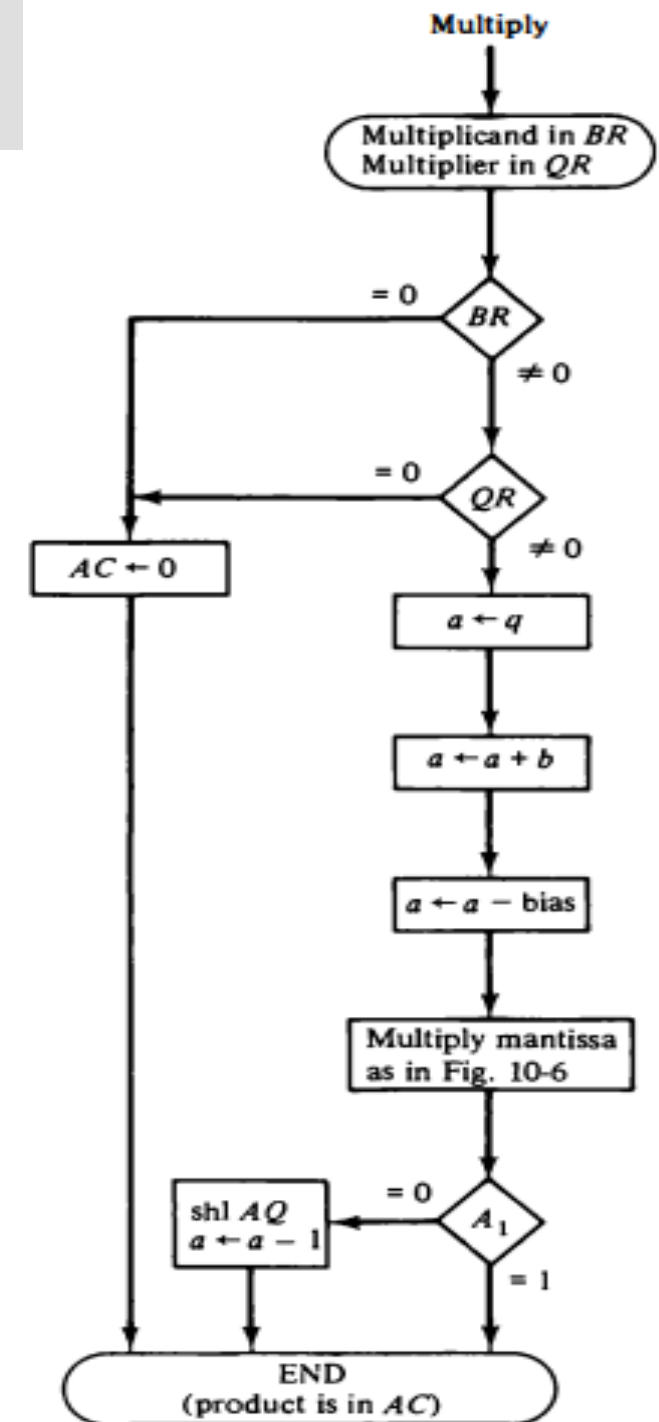 Multiply
Multiplicand in BR
Multiplier in QR
= 0
BR
≠ 0
= 0
QR
≠ 0
AC ← 0
a ← q
a ← a + b
a ← a − bias
Multiply mantissa
as in Fig. 10-6
= 0
A₁
shl AQ
a ← a − 1
= 1
END
(product is in AC)